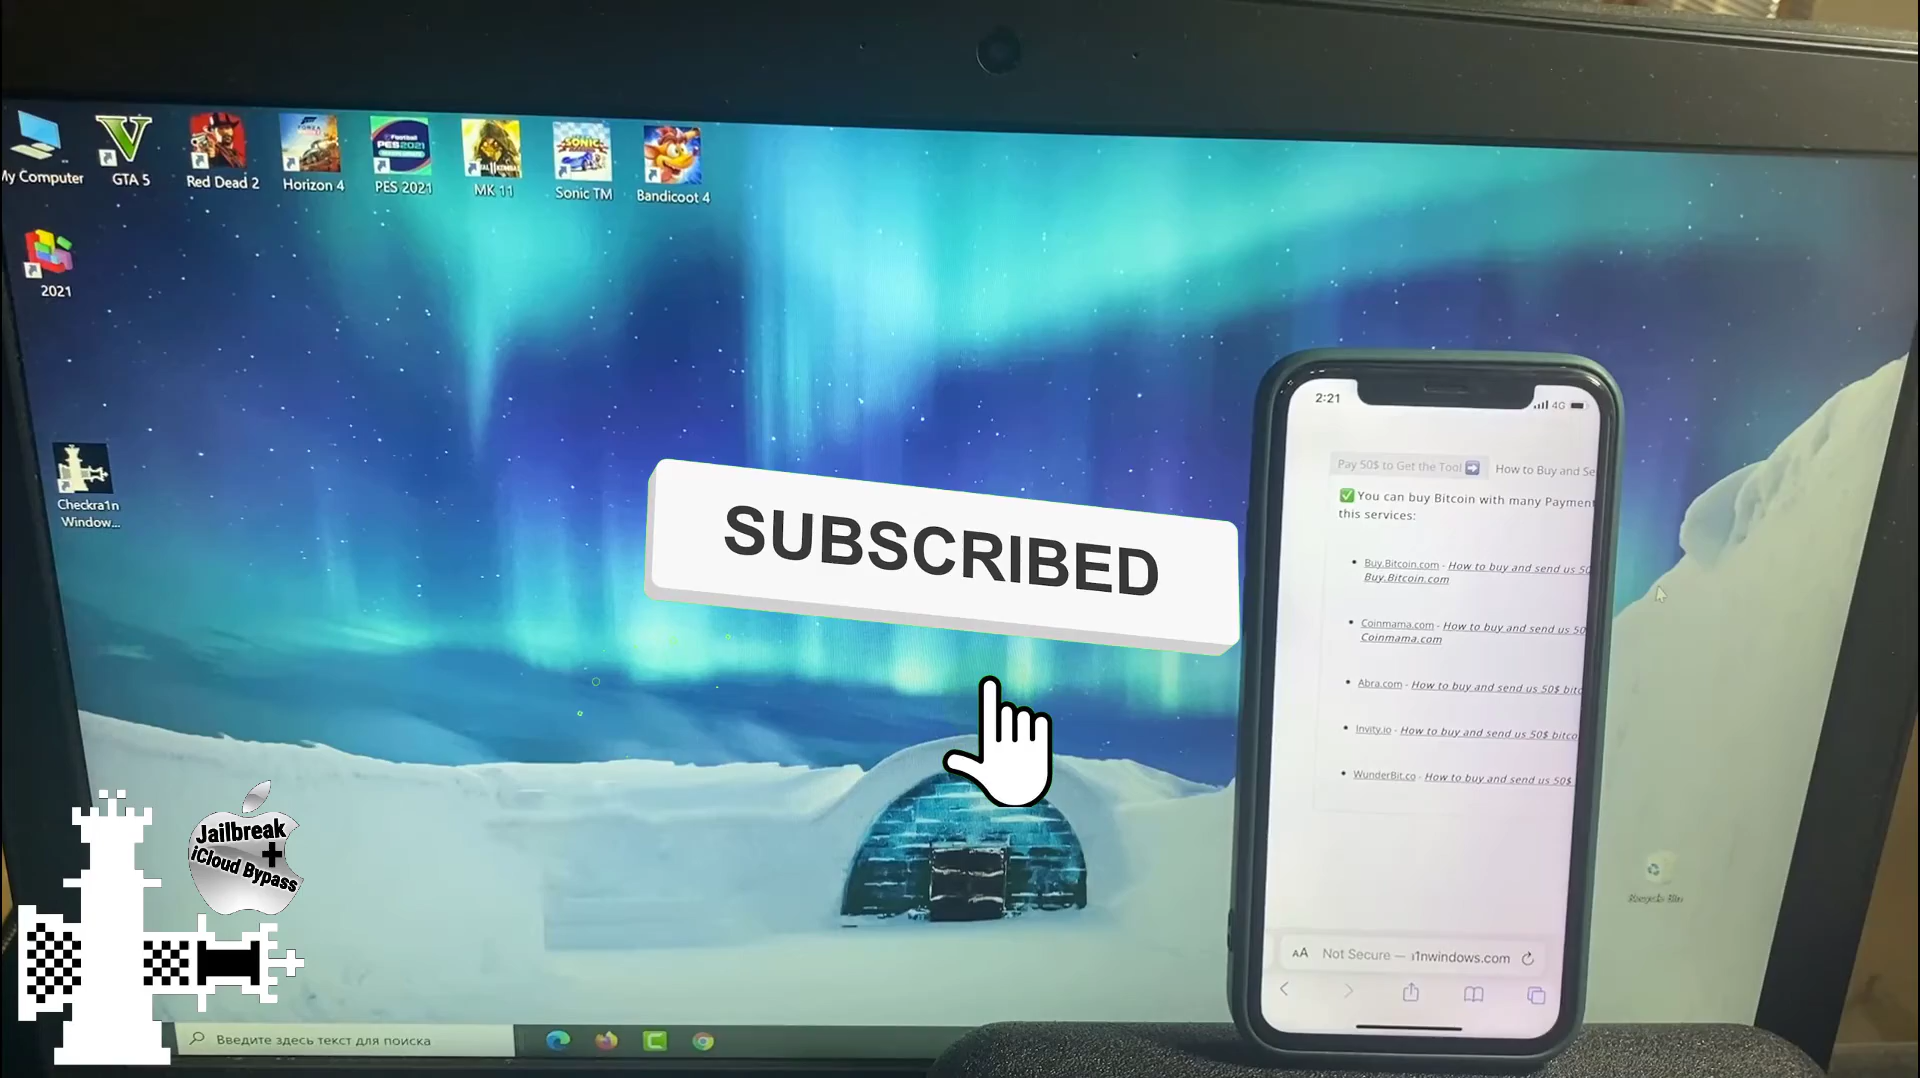 My Computer
GTA 5
Red Dead 2
Horizon 4
PES 2021
MK 11
Sonic TM
Bandicoot 4
2021
Checkra1n
Window...
SUBSCRIBED
Jailbreak
+
iCloud Bypass
Введите здесь текст для поиска
Recycle Bin
2:21
4G
Pay 50$ to Get the Tool ➡ How to Buy and Se
✅ You can buy Bitcoin with many Payment
this services:
• Buy.Bitcoin.com - How to buy and send us 50
Buy.Bitcoin.com
• Coinmama.com - How to buy and send us 50
Coinmama.com
• Abra.com - How to buy and send us 50$ bitc
• Invity.io - How to buy and send us 50$ bitco
• WunderBit.co - How to buy and send us 50$
AA Not Secure — a1nwindows.com